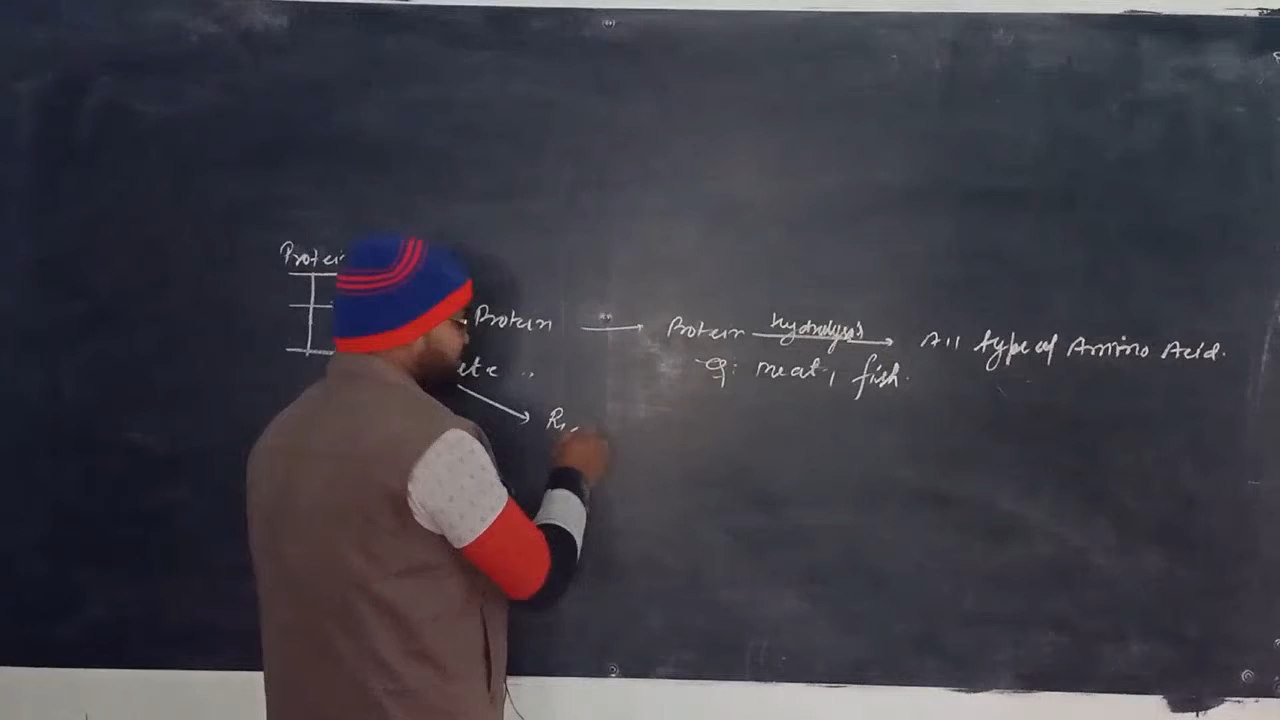 Protein
Protein → Protein hydrolysis → All type of Amino Acid.
ete ,,
Eg: meat, fish.
→